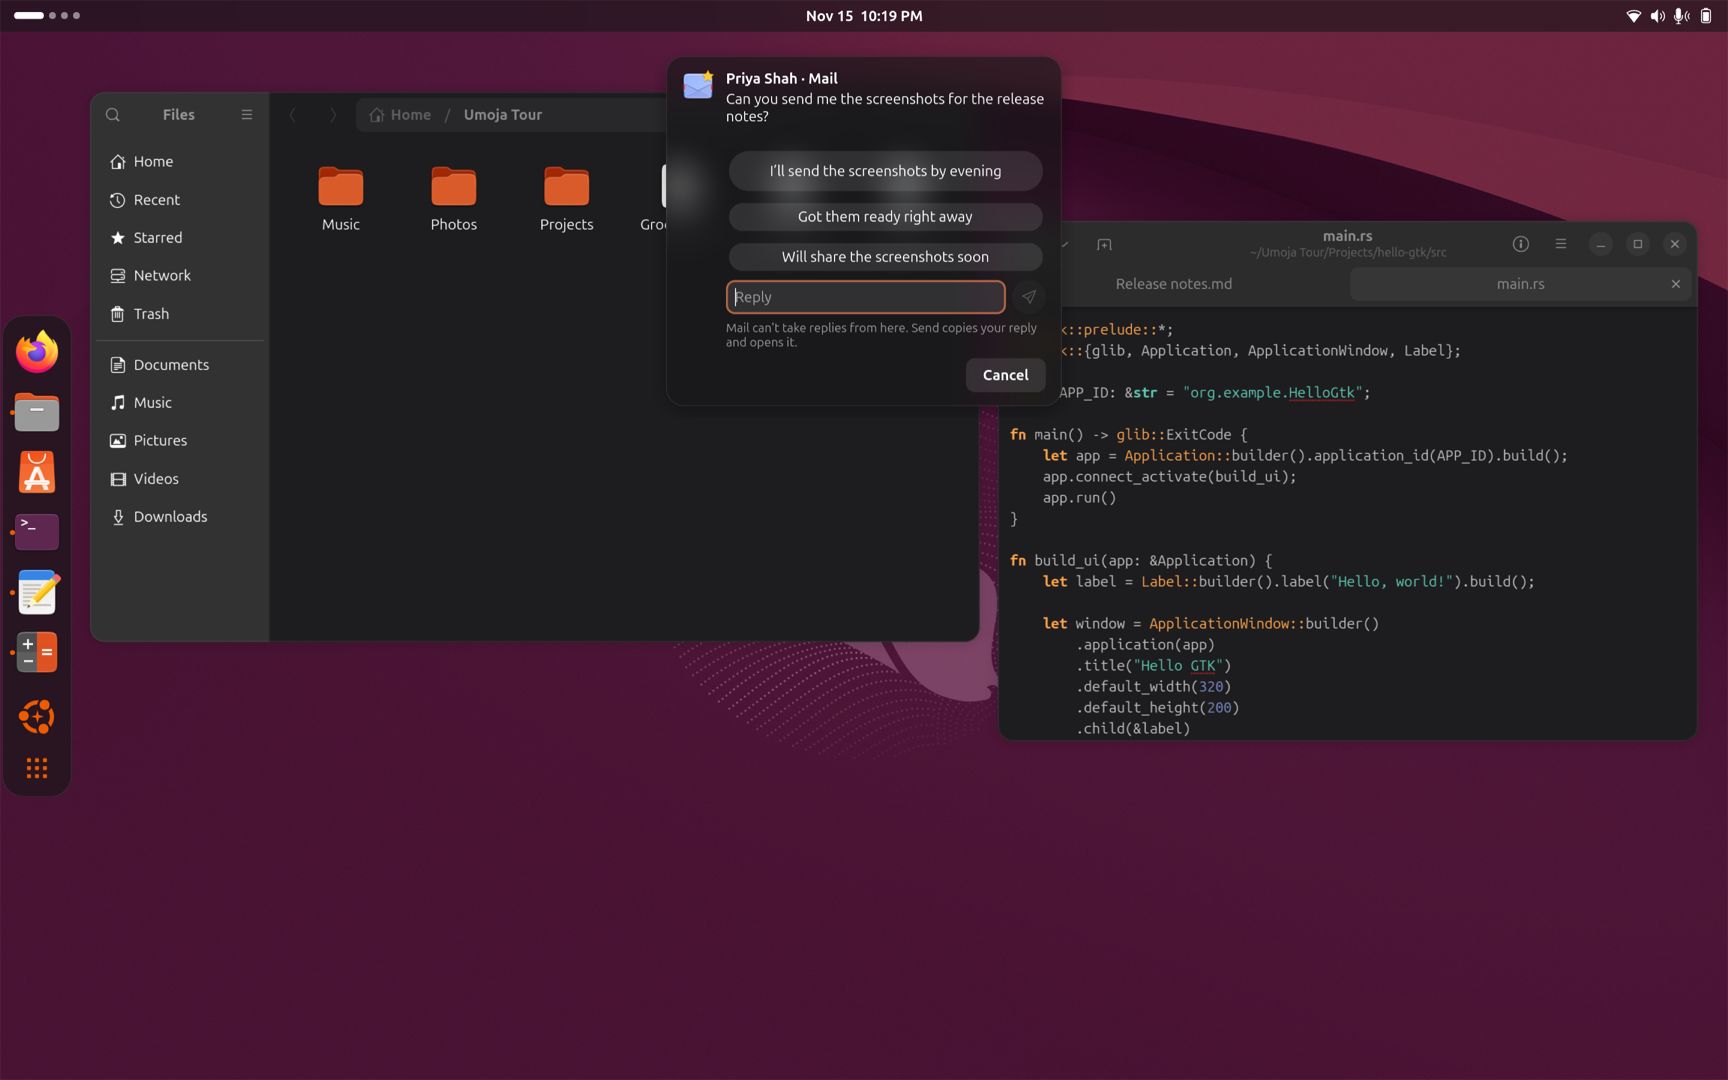 Nov 15 10:19 PM
Files
Home / Umoja Tour
Home
Recent
Starred
Network
Trash
Documents
Music
Pictures
Videos
Downloads
Music
Photos
Projects
Priya Shah · Mail
Can you send me the screenshots for the release
notes?
I'll send the screenshots by evening
Got them ready right away
Will share the screenshots soon
Reply
Mail can't take replies from here. Send copies your reply
and opens it.
Cancel
main.rs
~/Umoja Tour/Projects/hello-gtk/src
Release notes.md
main.rs
::prelude::*;
::{glib, Application, ApplicationWindow, Label};
APP_ID: &str = "org.example.HelloGtk";
fn main() -> glib::ExitCode {
let app = Application::builder().application_id(APP_ID).build();
app.connect_activate(build_ui);
app.run()
}
fn build_ui(app: &Application) {
let label = Label::builder().label("Hello, world!").build();
let window = ApplicationWindow::builder()
.application(app)
.title("Hello GTK")
.default_width(320)
.default_height(200)
.child(&label)